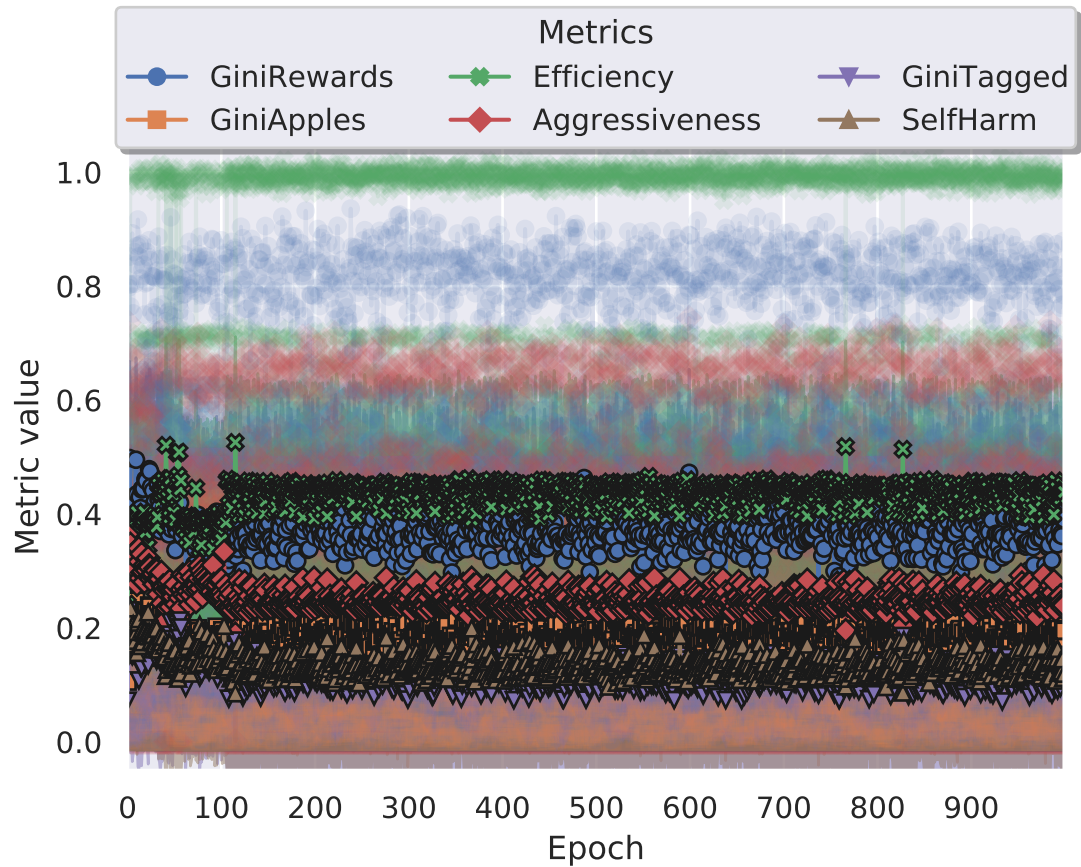 Metrics
GiniRewards Efficiency GiniTagged
GiniApples Aggressiveness SelfHarm
1.0
0.8
0.6
0.4
0.2
0.0
Metric value
0 100 200 300 400 500 600 700 800 900
Epoch